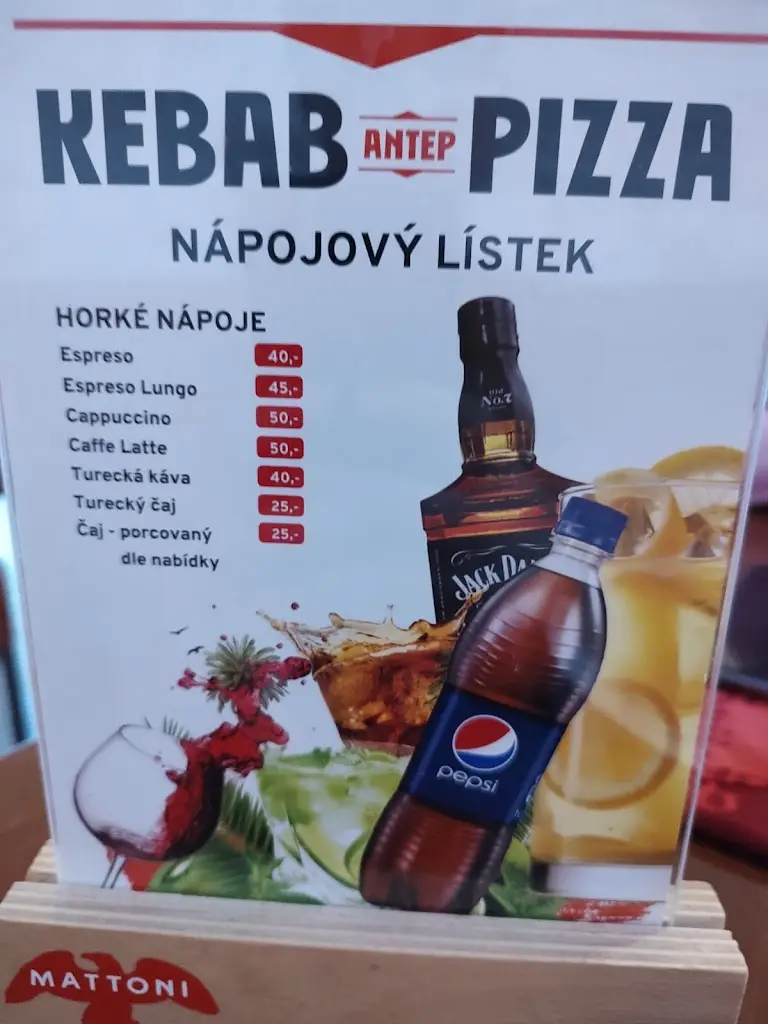 KEBAB ANTEP PIZZA
NÁPOJOVÝ LÍSTEK
HORKÉ NÁPOJE
Espreso 40,-
Espreso Lungo 45,-
Cappuccino 50,-
Caffe Latte 50,-
Turecká káva 40,-
Turecký čaj 25,-
Čaj - porcovaný 25,-
dle nabídky
OLD
No.7
JACK DA
pepsi
MATTONI